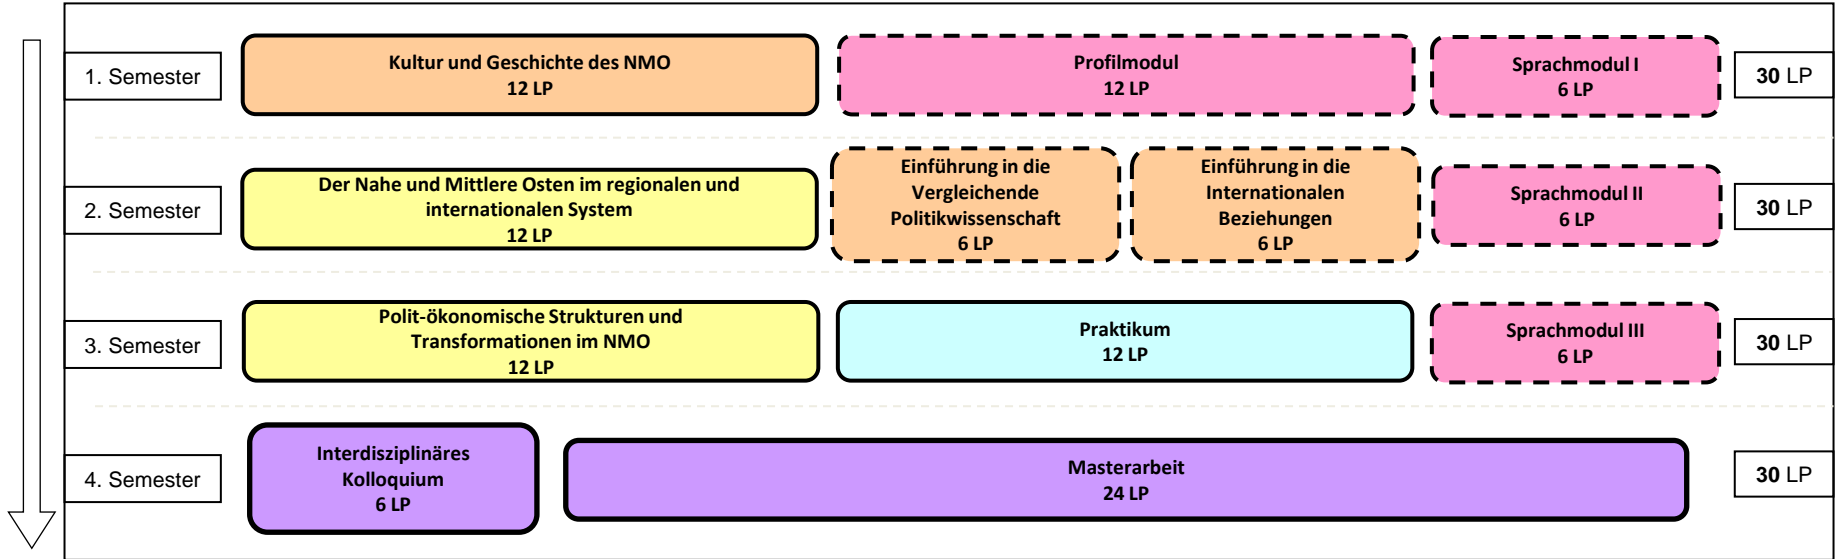 1. Semester
Kultur und Geschichte des NMO
12 LP
Profilmodul
12 LP
Sprachmodul I
6 LP
30 LP
2. Semester
Der Nahe und Mittlere Osten im regionalen und
internationalen System
12 LP
Einführung in die
Vergleichende
Politikwissenschaft
6 LP
Einführung in die
Internationalen
Beziehungen
6 LP
Sprachmodul II
6 LP
30 LP
3. Semester
Polit-ökonomische Strukturen und
Transformationen im NMO
12 LP
Praktikum
12 LP
Sprachmodul III
6 LP
30 LP
4. Semester
Interdisziplinäres
Kolloquium
6 LP
Masterarbeit
24 LP
30 LP